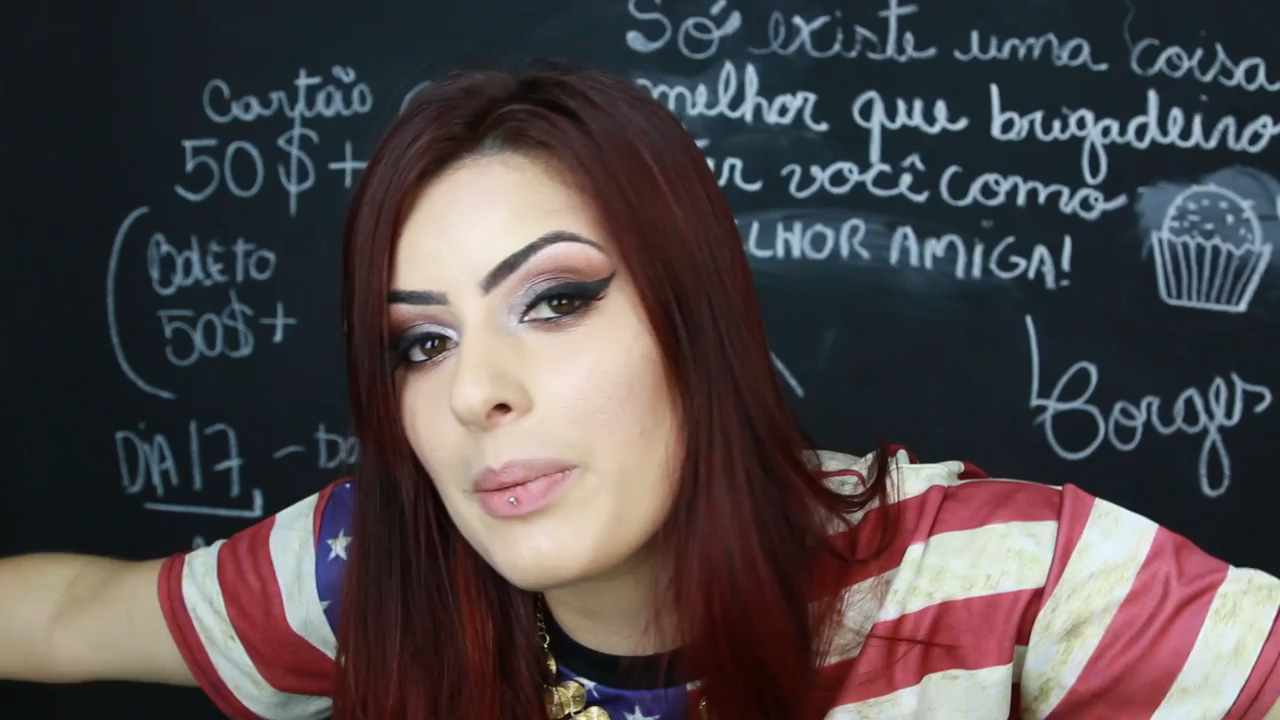 Só existe uma coisa
melhor que brigadeiro
você como
LHOR AMIGA!
Borges
Cartão
50$+
(Boleto
50$+
DIA 17 -